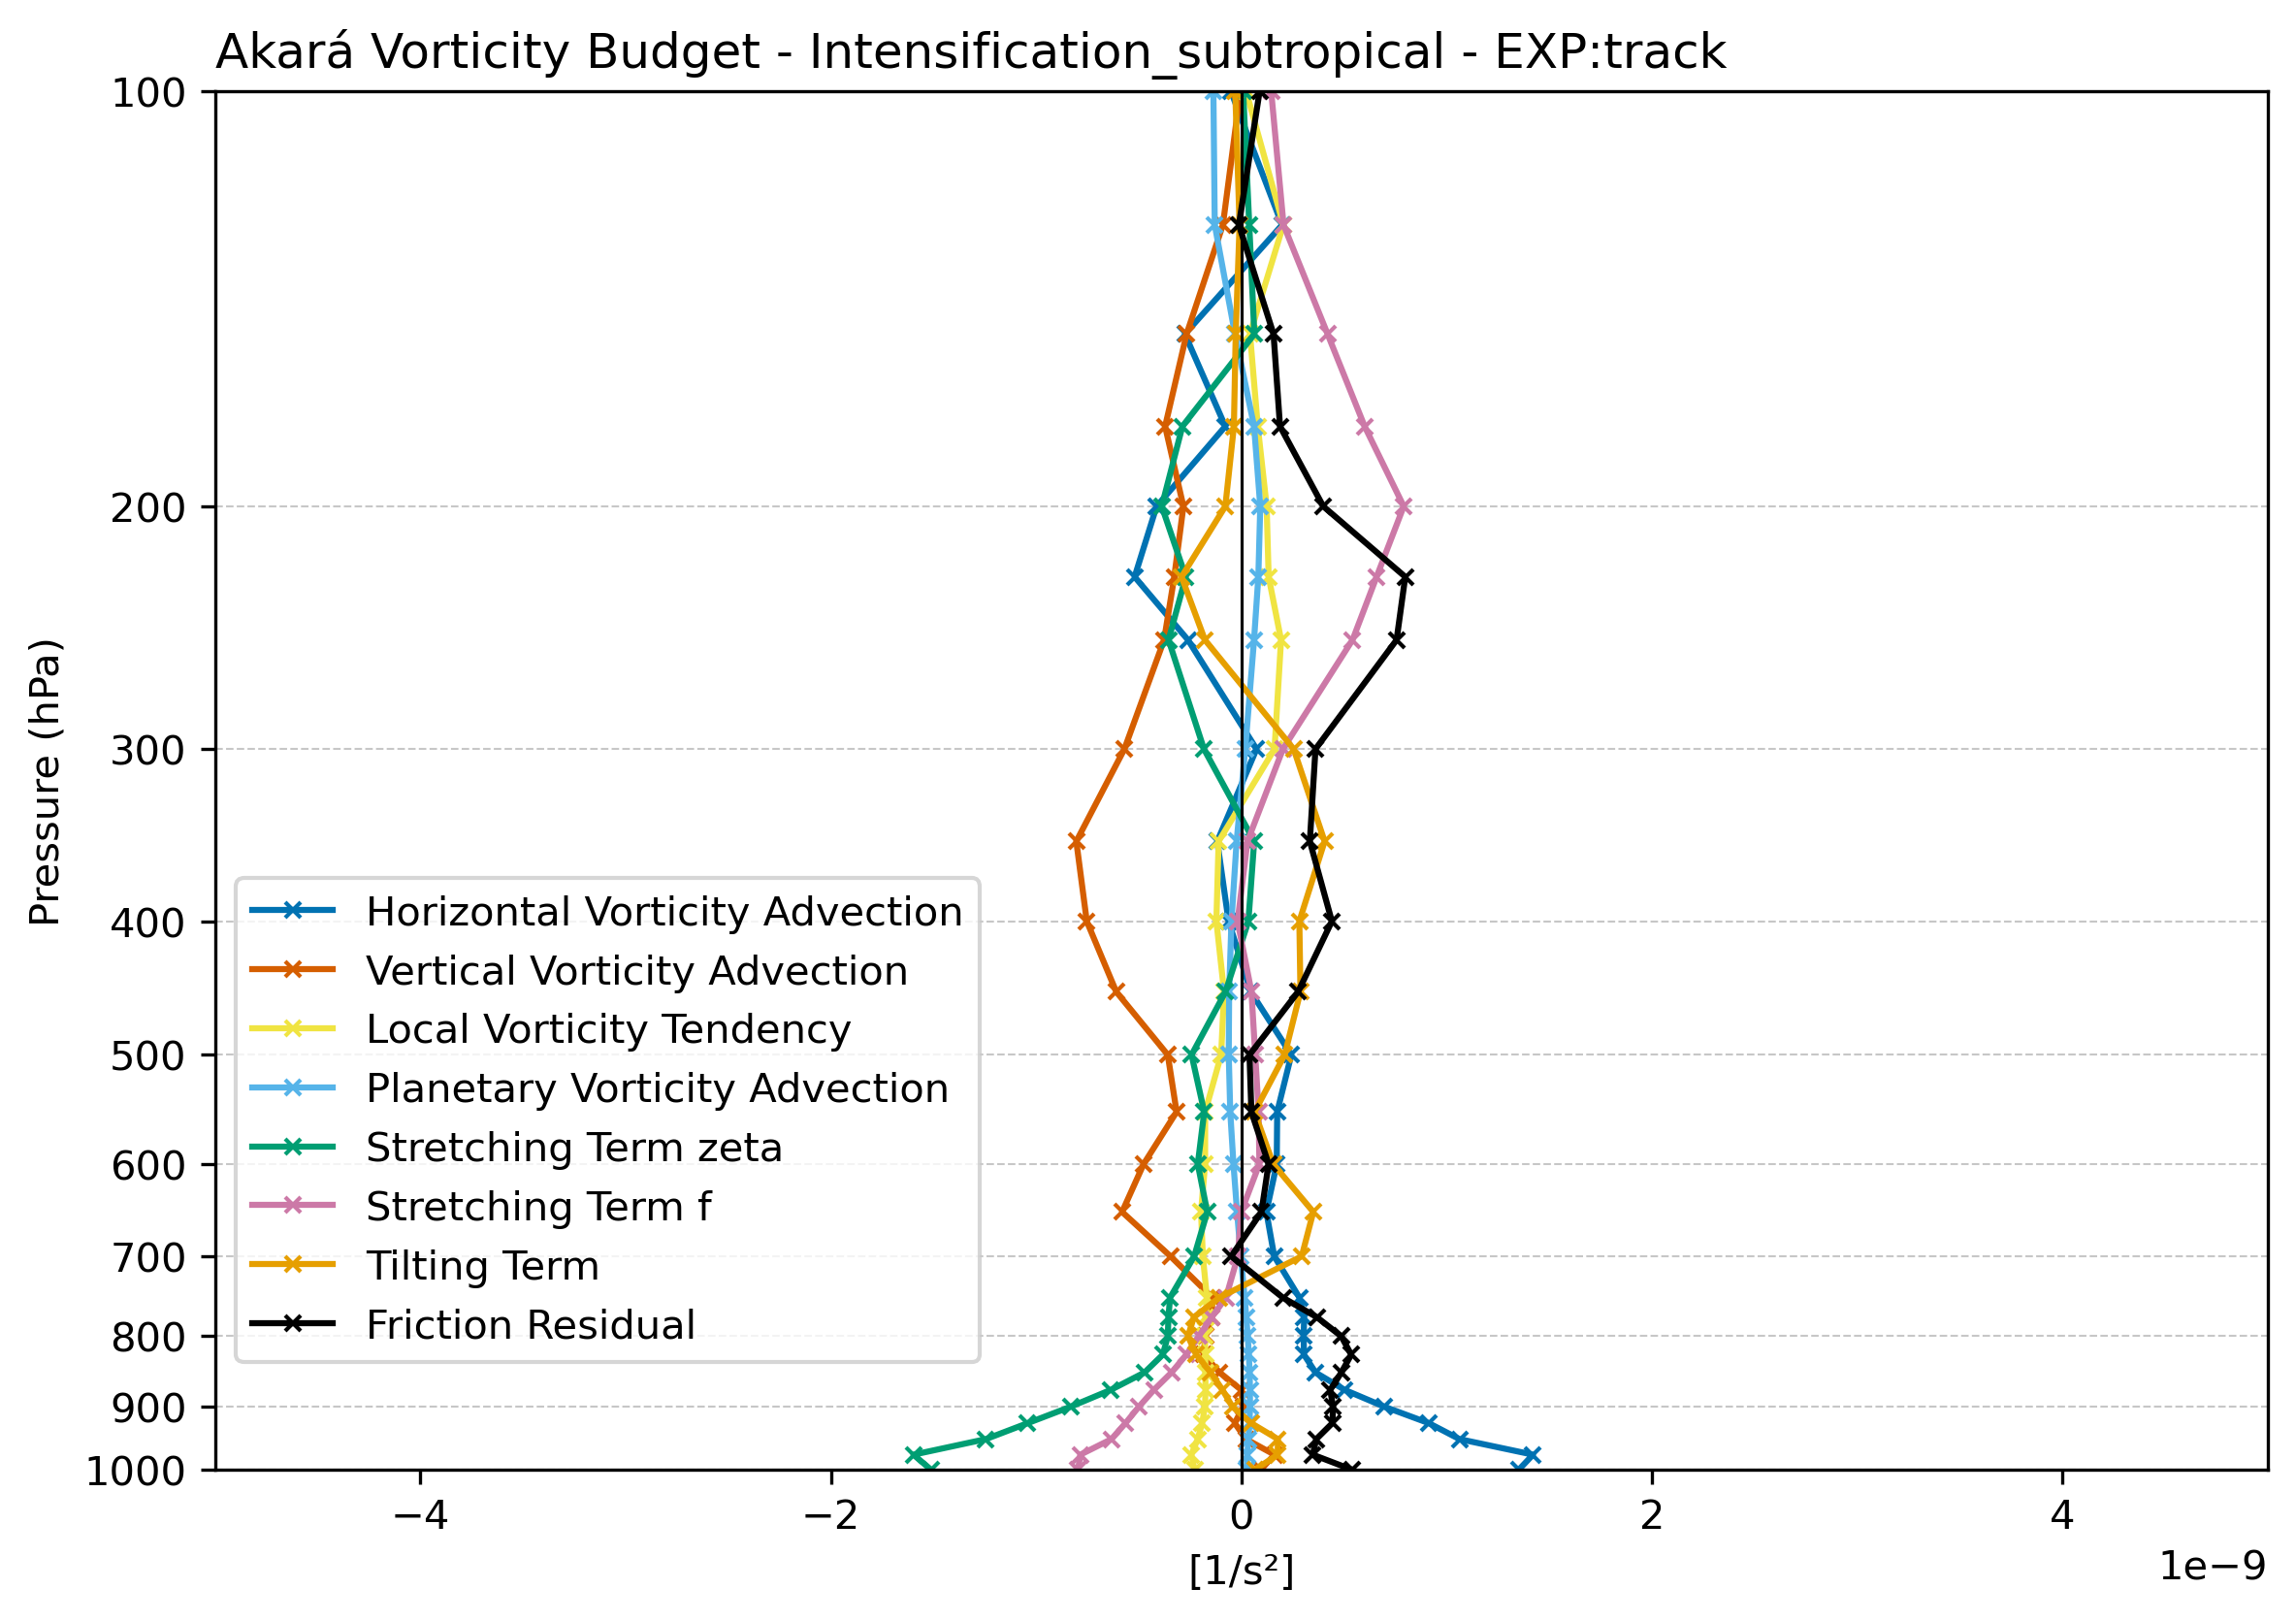 Akará Vorticity Budget - Intensification_subtropical - EXP:track
100
200
300
400
500
600
700
800
900
1000
Pressure (hPa)
Horizontal Vorticity Advection
Vertical Vorticity Advection
Local Vorticity Tendency
Planetary Vorticity Advection
Stretching Term zeta
Stretching Term f
Tilting Term
Friction Residual
−4
−2
0
2
4
[1/s²]
1e−9